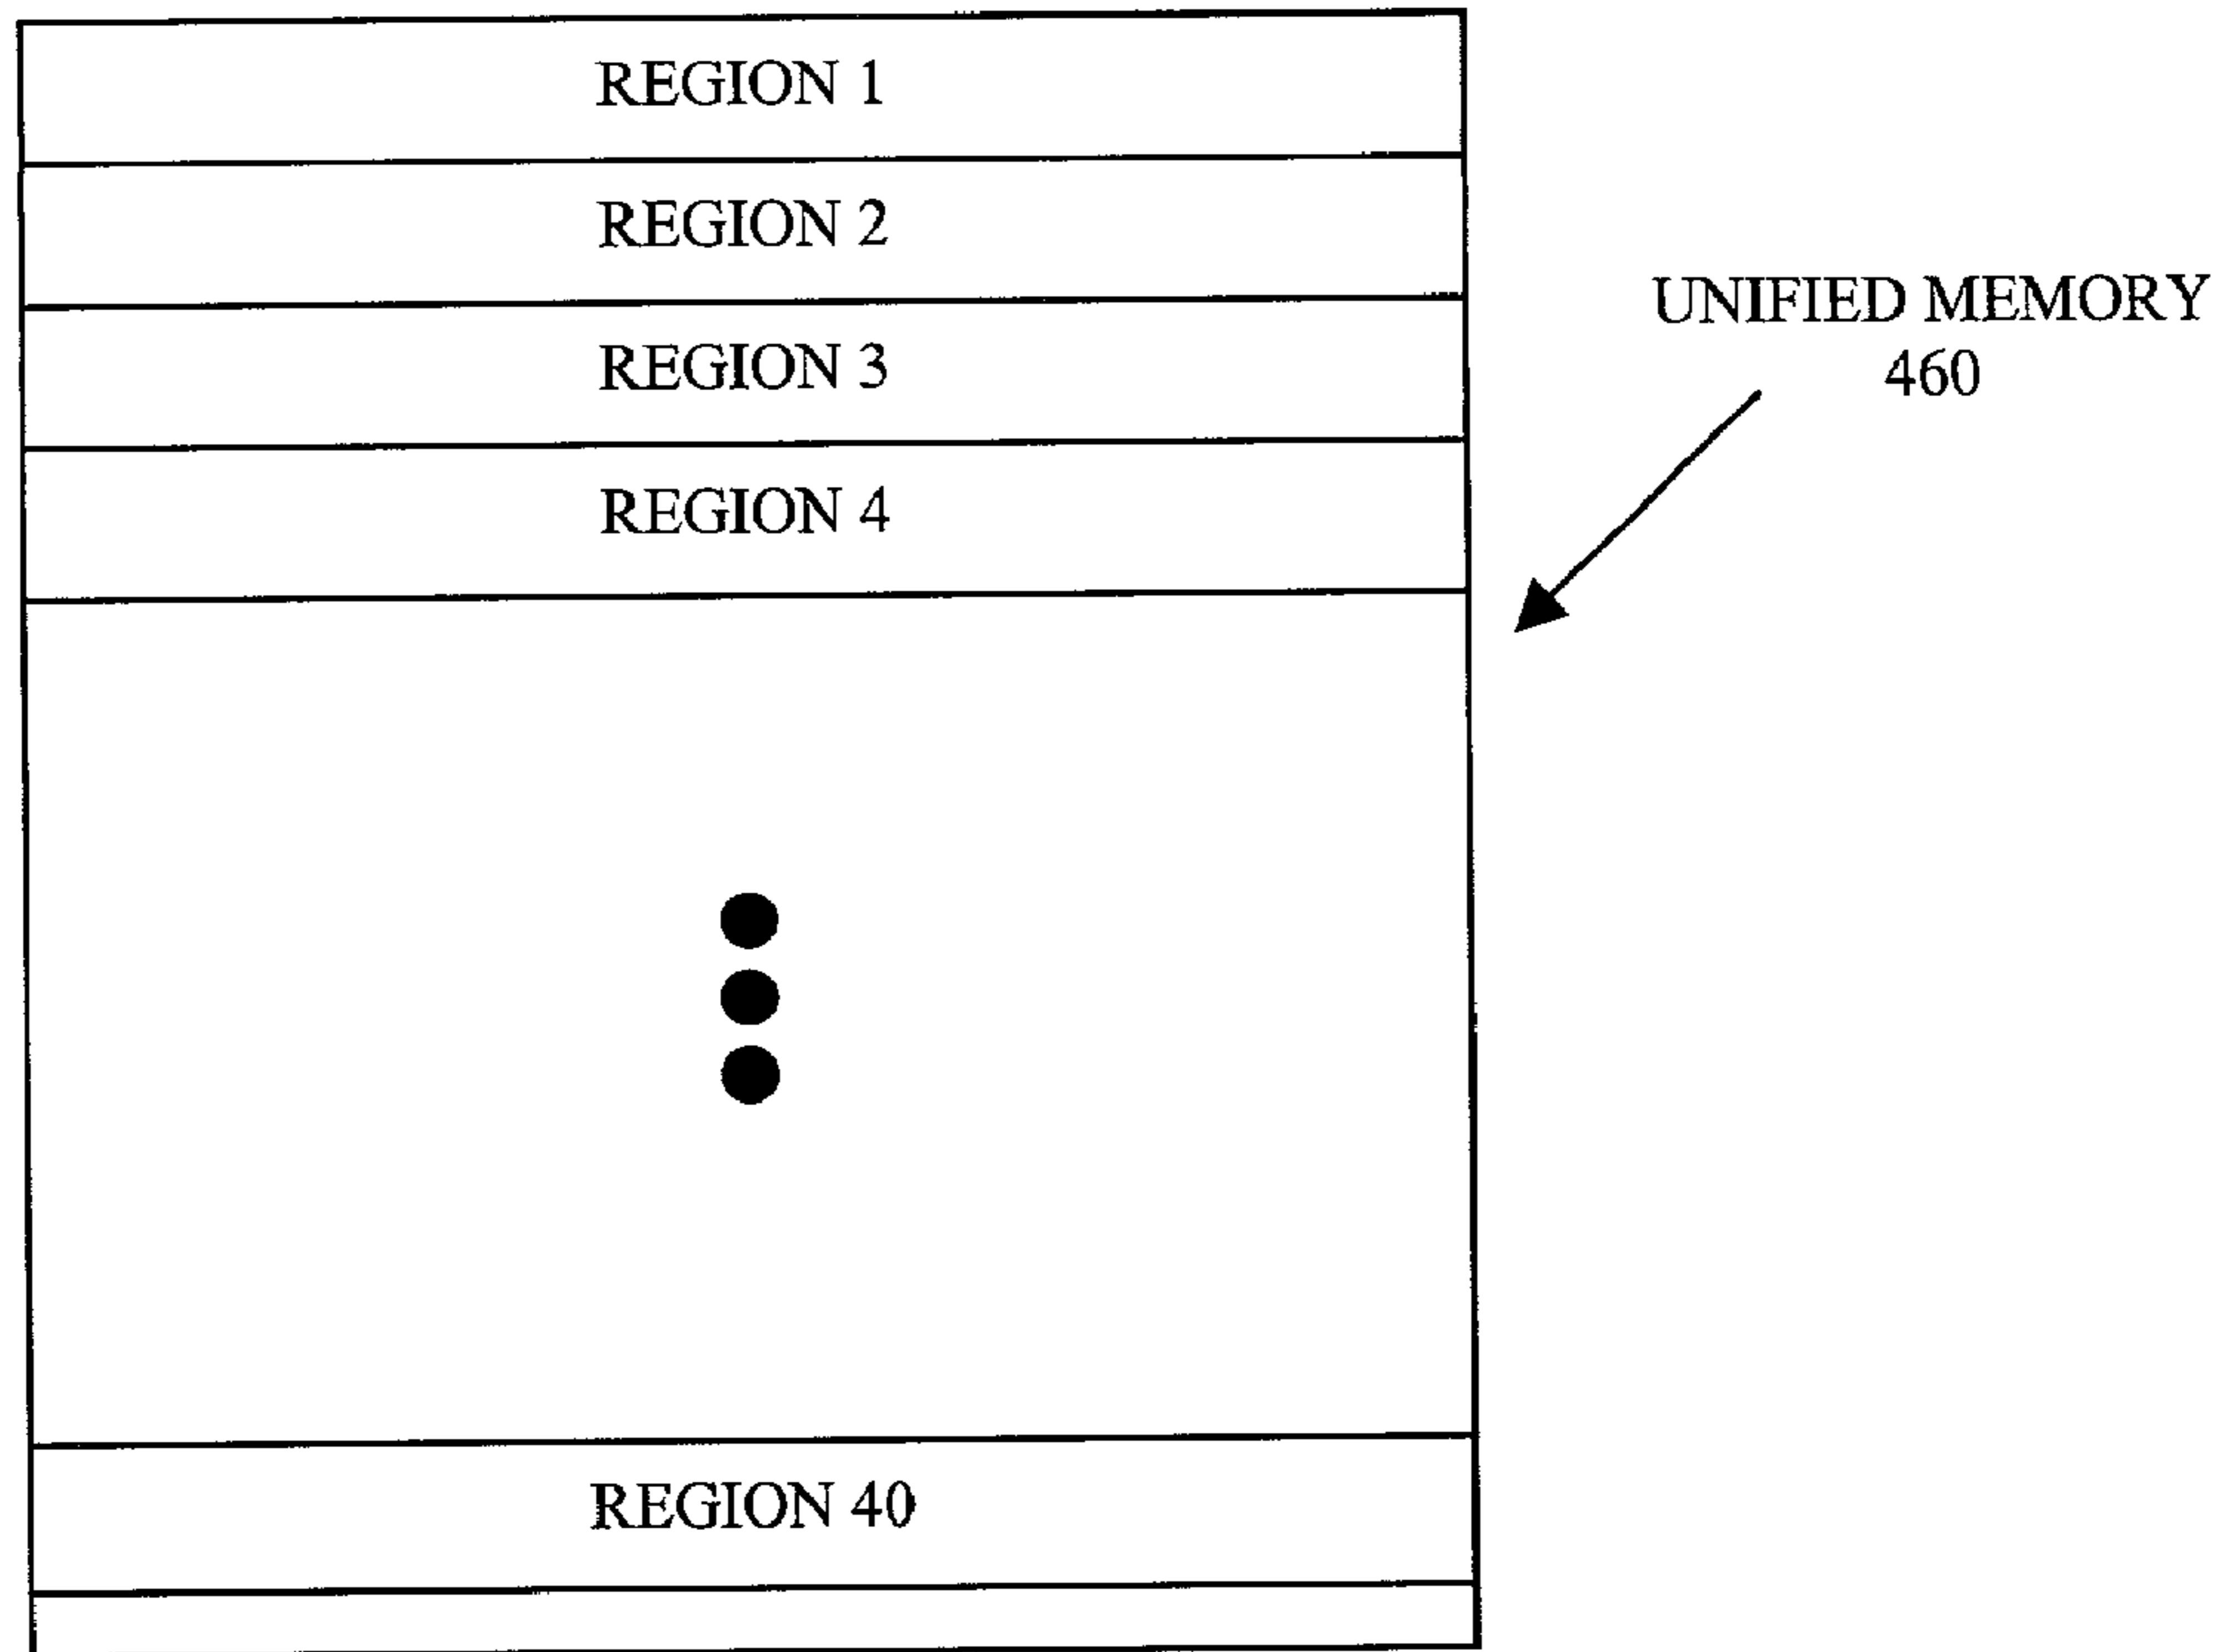 REGION 1
REGION 2
REGION 3
REGION 4
UNIFIED MEMORY
460
REGION 40